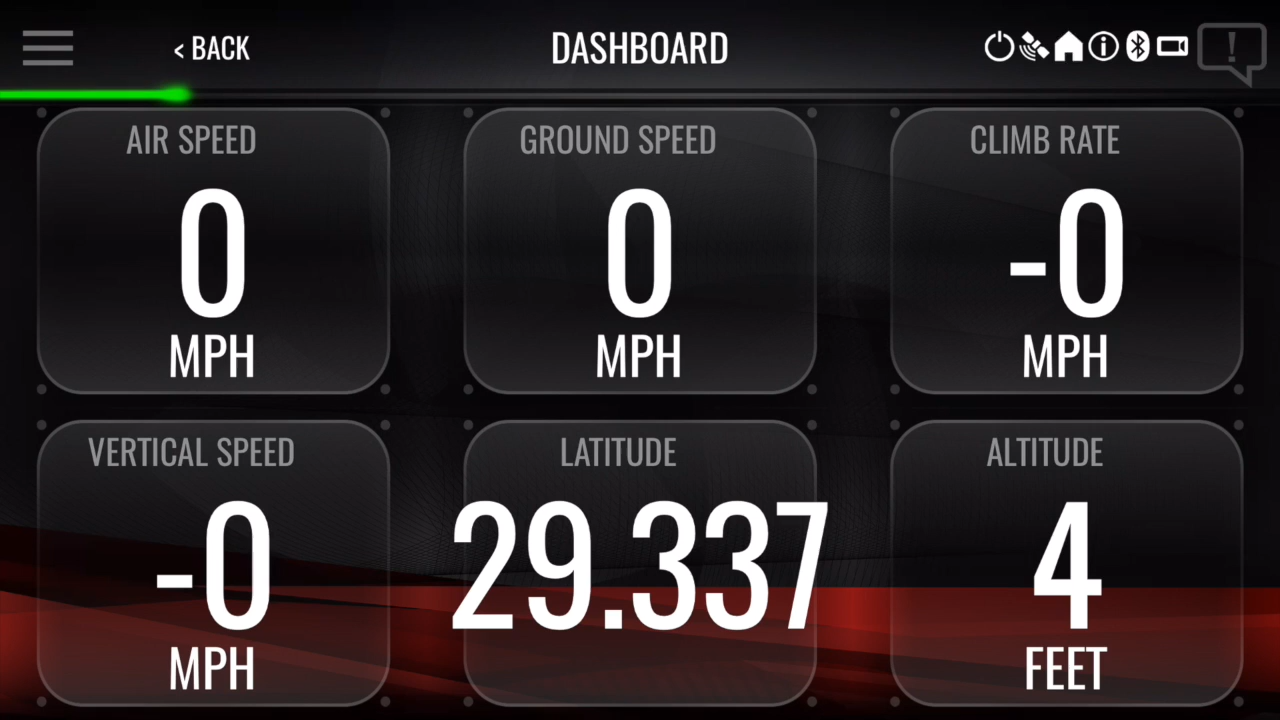 < BACK
DASHBOARD
!
AIR SPEED
0
MPH
GROUND SPEED
0
MPH
CLIMB RATE
-0
MPH
VERTICAL SPEED
-0
MPH
LATITUDE
29.337
ALTITUDE
4
FEET